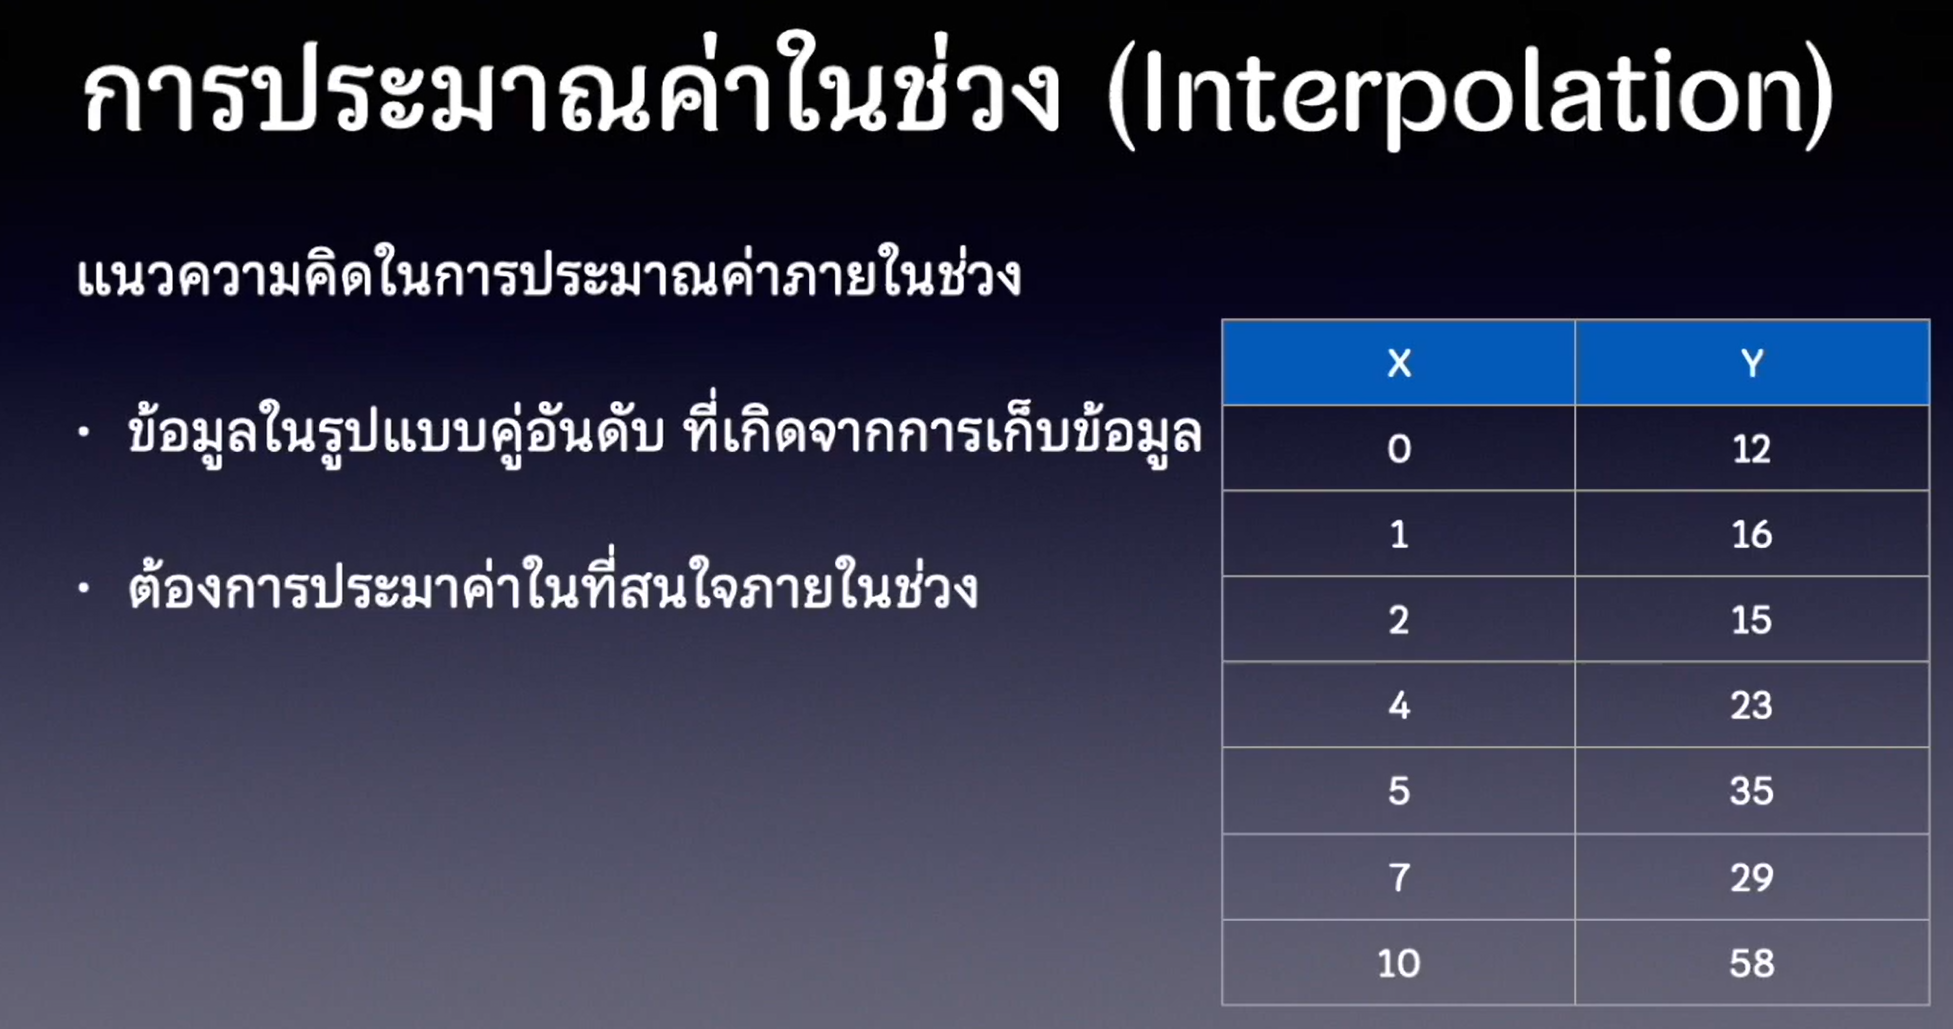 การประมาณค่าในช่วง (Interpolation)
แนวความคิดในการประมาณค่าภายในช่วง
• ข้อมูลในรูปแบบคู่อันดับ ที่เกิดจากการเก็บข้อมูล
• ต้องการประมาค่าในที่สนใจภายในช่วง
X Y
0 12
1 16
2 15
4 23
5 35
7 29
10 58